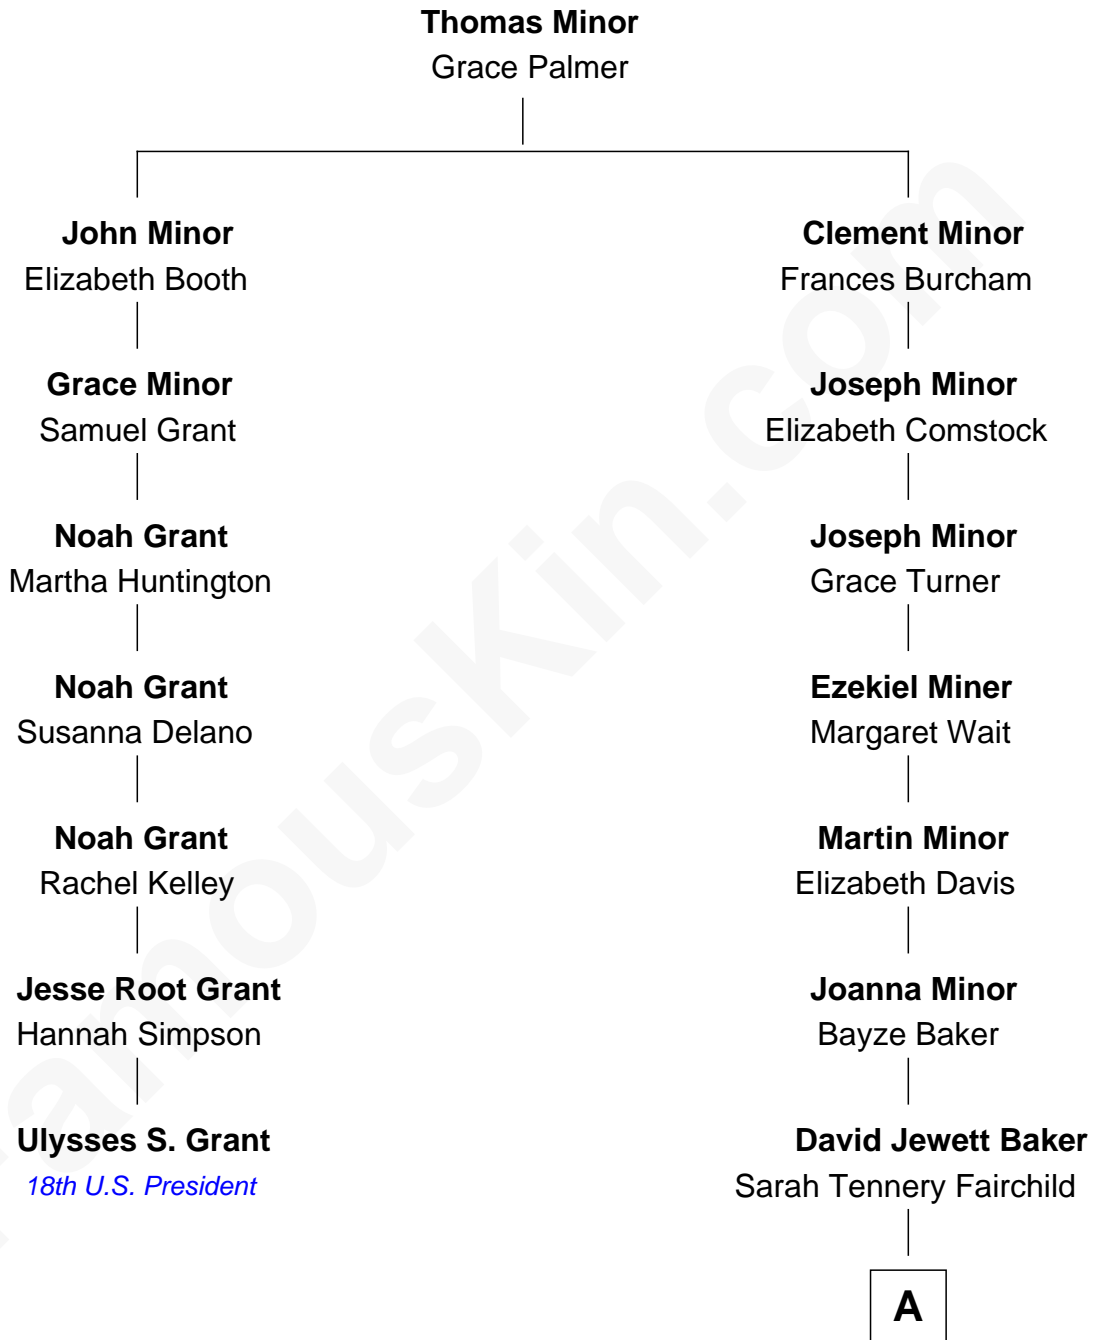 Thomas Minor
Grace Palmer
John Minor
Elizabeth Booth
Clement Minor
Frances Burcham
Grace Minor
Samuel Grant
Joseph Minor
Elizabeth Comstock
Noah Grant
Martha Huntington
Joseph Minor
Grace Turner
Noah Grant
Susanna Delano
Ezekiel Miner
Margaret Wait
Noah Grant
Rachel Kelley
Martin Minor
Elizabeth Davis
Jesse Root Grant
Hannah Simpson
Joanna Minor
Bayze Baker
Ulysses S. Grant
18th U.S. President
David Jewett Baker
Sarah Tennery Fairchild
A
FamousKin.com